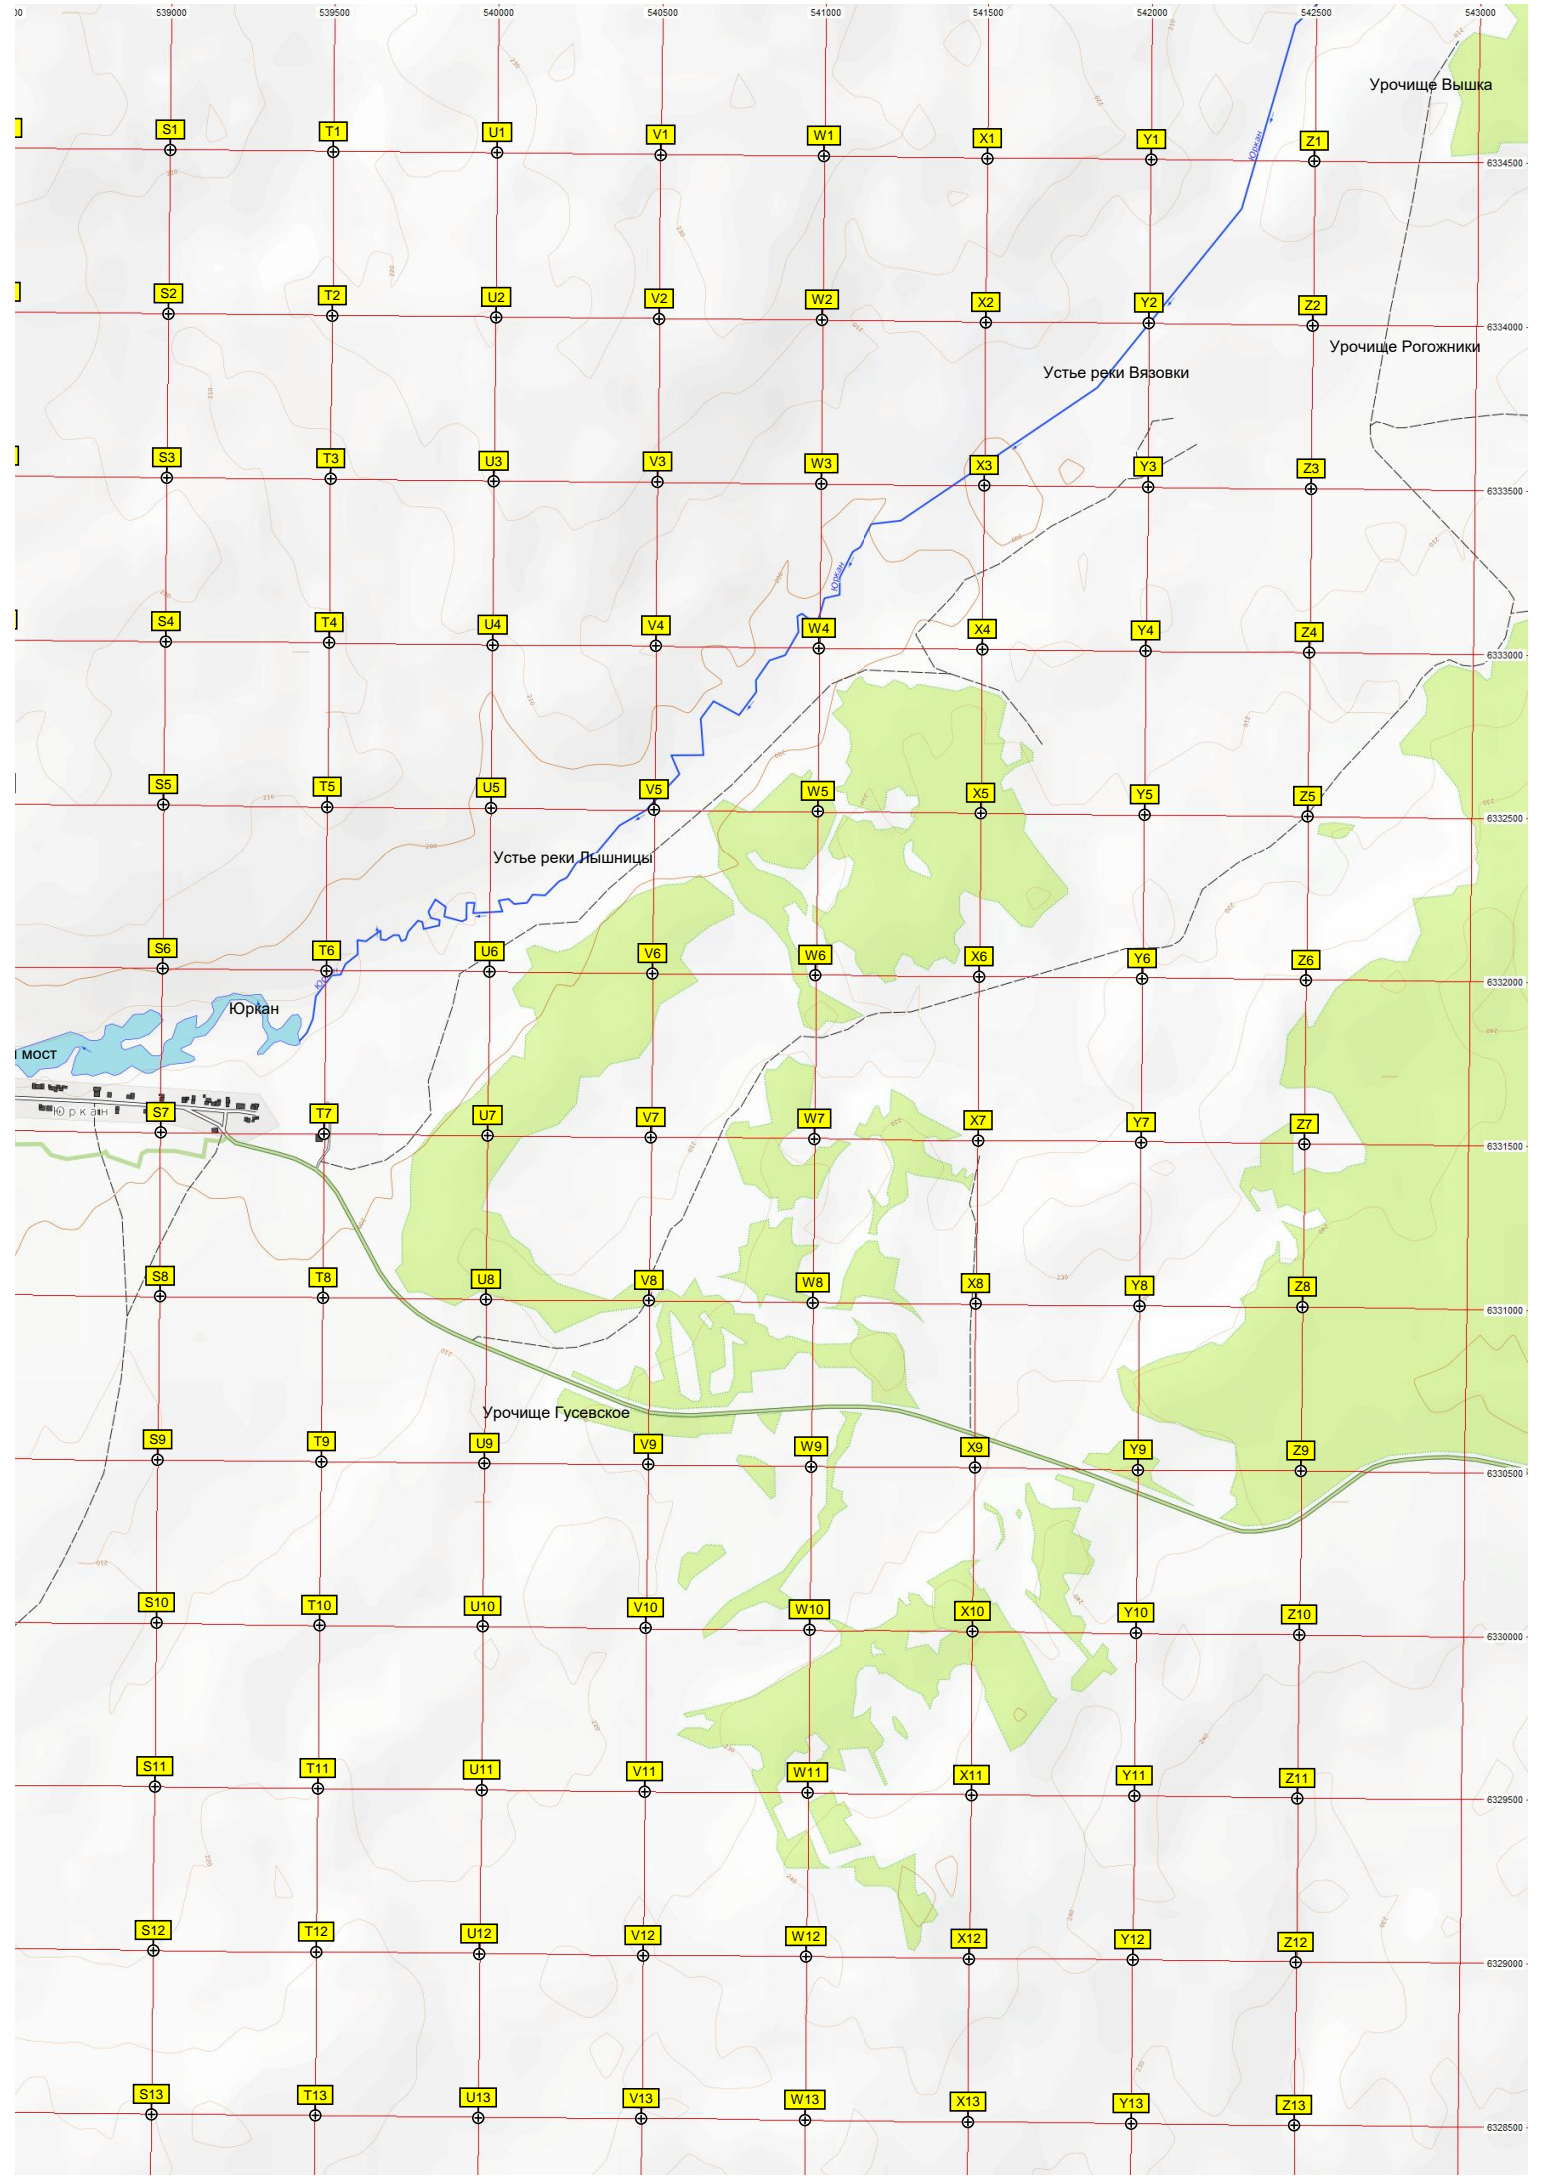 539000 539500 540000 540500 541000 541500 542000 542500 543000
Урочище Вышка
S1 T1 U1 V1 W1 X1 Y1 Z1
Юркан
6334500
S2 T2 U2 V2 W2 X2 Y2 Z2
6334000
Урочище Рогожники
Устье реки Вязовки
S3 T3 U3 V3 W3 X3 Y3 Z3
6333500
Юркан
S4 T4 U4 V4 W4 X4 Y4 Z4
6333000
S5 T5 U5 V5 W5 X5 Y5 Z5
6332500
Устье реки Лышницы
S6 T6 U6 V6 W6 X6 Y6 Z6
6332000
Юркан
мост
Юркан
S7 T7 U7 V7 W7 X7 Y7 Z7
6331500
S8 T8 U8 V8 W8 X8 Y8 Z8
6331000
Урочище Гусевское
S9 T9 U9 V9 W9 X9 Y9 Z9
6330500
S10 T10 U10 V10 W10 X10 Y10 Z10
6330000
S11 T11 U11 V11 W11 X11 Y11 Z11
6329500
S12 T12 U12 V12 W12 X12 Y12 Z12
6329000
S13 T13 U13 V13 W13 X13 Y13 Z13
6328500